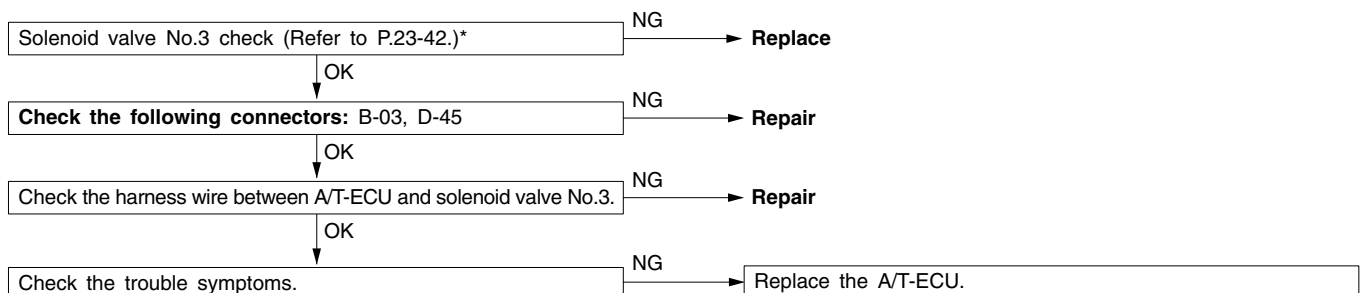 Solenoid valve No.3 check (Refer to P.23-42.)*
NG
Replace
OK
Check the following connectors: B-03, D-45
NG
Repair
OK
Check the harness wire between A/T-ECU and solenoid valve No.3.
NG
Repair
OK
Check the trouble symptoms.
NG
Replace the A/T-ECU.